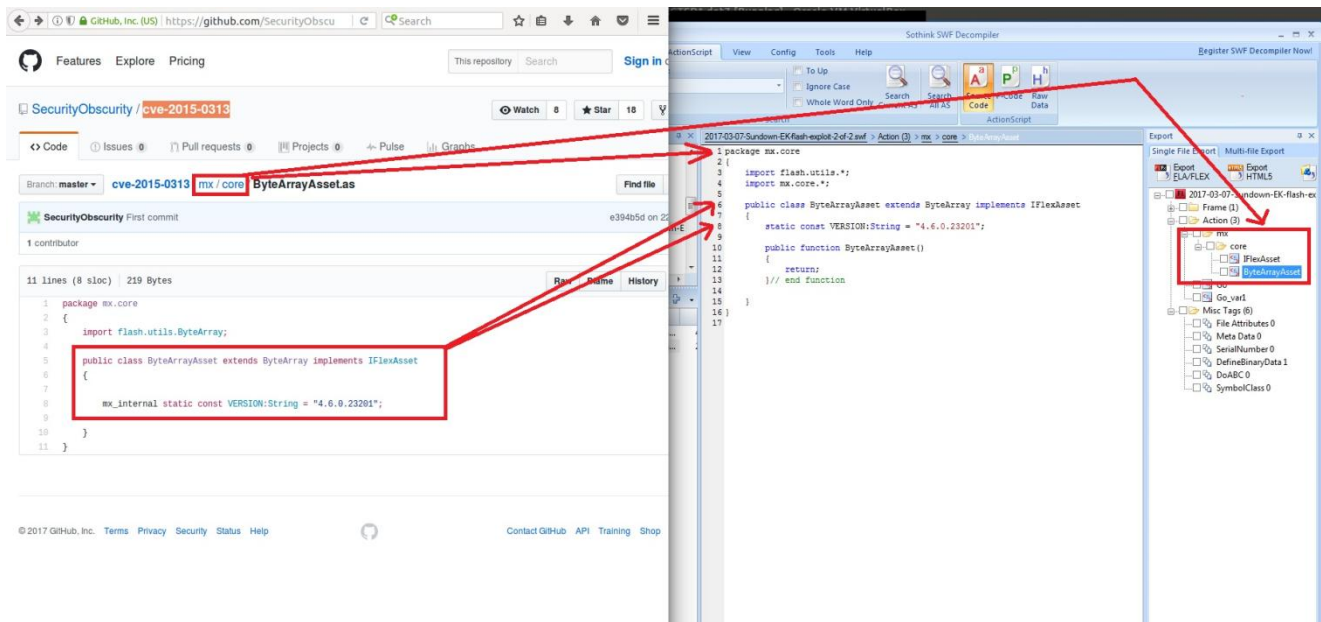 GitHub, Inc. (US) https://github.com/SecurityObscu Search
Features Explore Pricing This repository Search Sign in
SecurityObscurity / cve-2015-0313 Watch 8 Star 18
Code Issues 0 Pull requests 0 Projects 0 Pulse Graphs
Branch: master cve-2015-0313 mx / core ByteArrayAsset.as Find file
SecurityObscurity First commit e394b5d on 22
1 contributor
11 lines (8 sloc) 219 Bytes Raw Blame History
1 package mx.core
2 {
3 import flash.utils.ByteArray;
4
5 public class ByteArrayAsset extends ByteArray implements IFlexAsset
6 {
7
8 mx_internal static const VERSION:String = "4.6.0.23201";
9
10 }
11 }
© 2017 GitHub, Inc. Terms Privacy Security Status Help Contact GitHub API Training Shop
Sothink SWF Decompiler
ActionScript View Config Tools Help Register SWF Decompiler Now!
To Up
Ignore Case
Whole Word Only
Search
Search
All AS
Source
Code
P-Code
Raw
Data
Search ActionScript
2017-03-07-Sundown-EK-flash-exploit-2-of-2.swf > Action (3) > mx > core > ByteArrayAsset
1 package mx.core
2 {
3 import flash.utils.*;
4 import mx.core.*;
5
6 public class ByteArrayAsset extends ByteArray implements IFlexAsset
7 {
8 static const VERSION:String = "4.6.0.23201";
9
10 public function ByteArrayAsset()
11 {
12 return;
13 }// end function
14
15 }
16 }
17
Export
Single File Export Multi-file Export
Export
FLA/FLEX
Export
HTML5
2017-03-07-Sundown-EK-flash-ex
Frame (1)
Action (3)
mx
core
IFlexAsset
ByteArrayAsset
Go
Go_var1
Misc Tags (6)
File Attributes 0
Meta Data 0
SerialNumber 0
DefineBinaryData 1
DoABC 0
SymbolClass 0